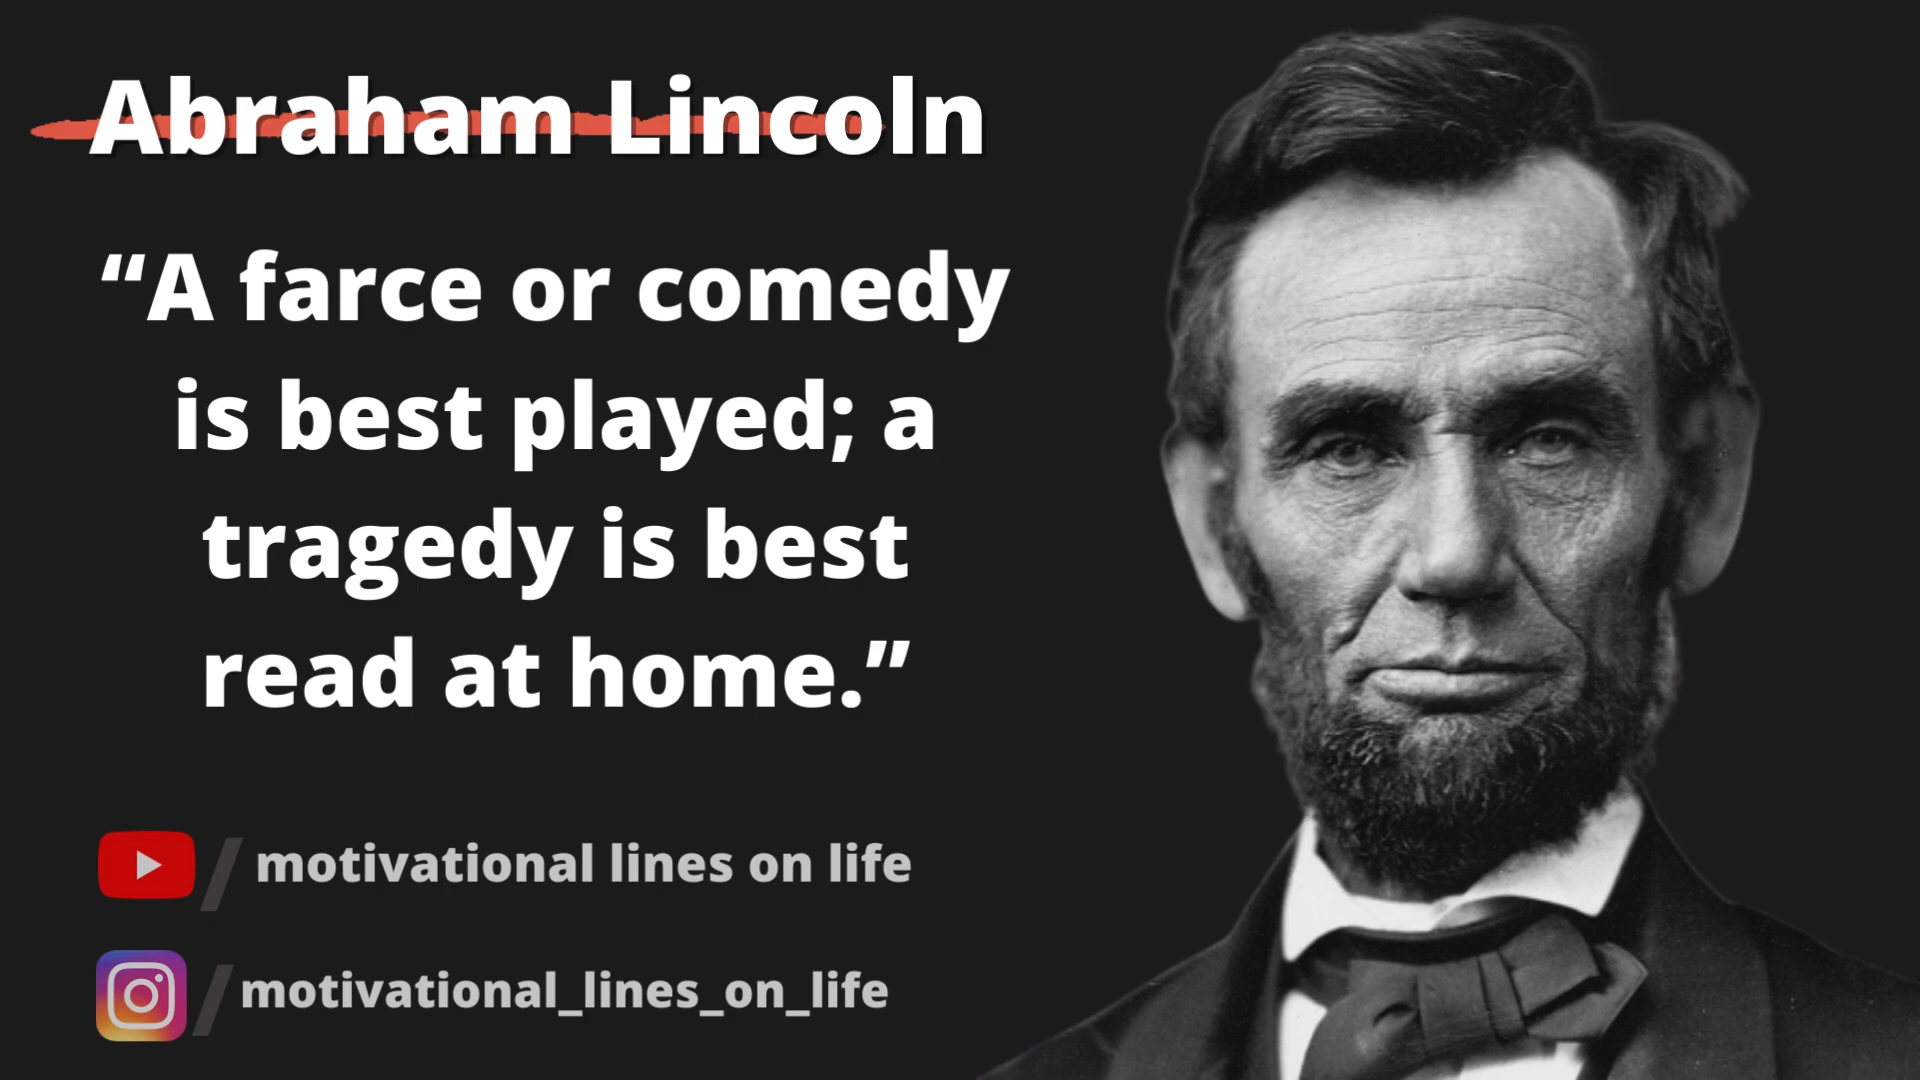 Abraham Lincoln
“A farce or comedy
is best played; a
tragedy is best
read at home.”
/ motivational lines on life
/ motivational_lines_on_life